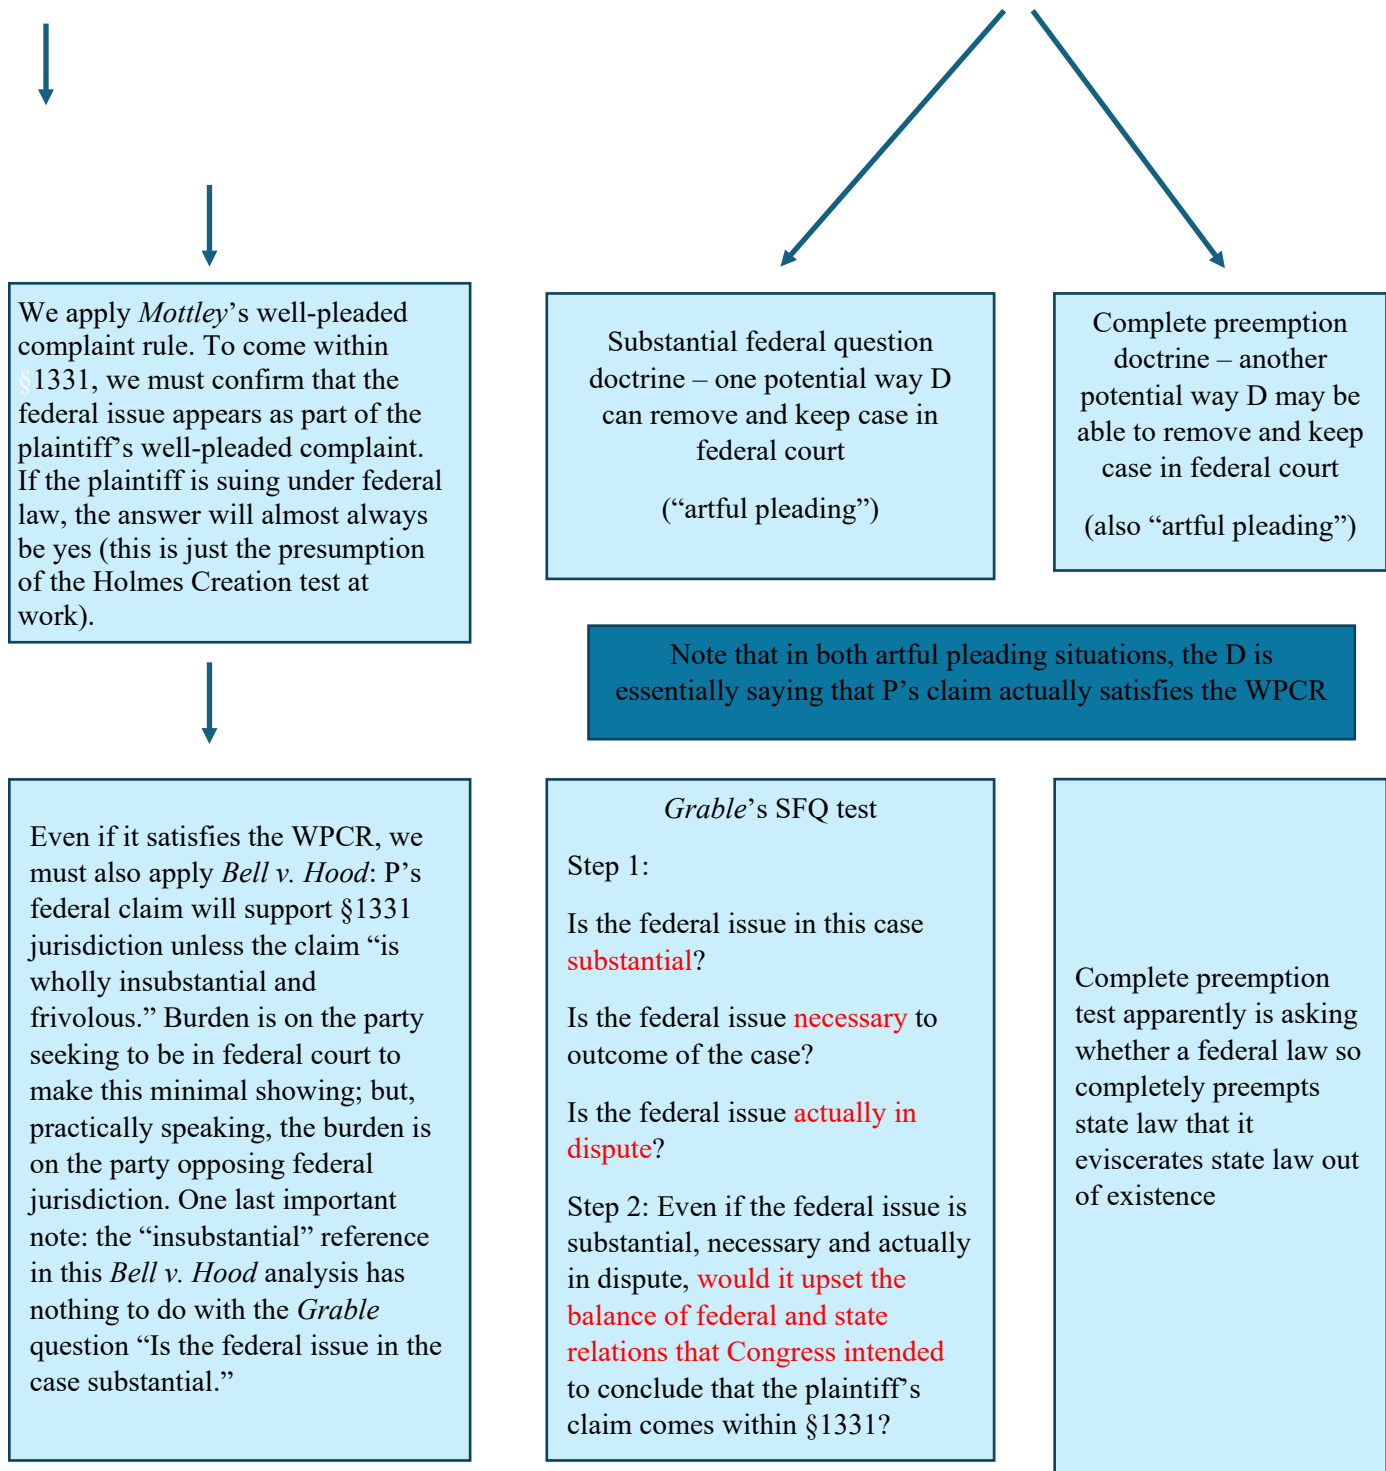 We apply Mottley’s well-pleaded
complaint rule. To come within
§1331, we must confirm that the
federal issue appears as part of the
plaintiff’s well-pleaded complaint.
If the plaintiff is suing under federal
law, the answer will almost always
be yes (this is just the presumption
of the Holmes Creation test at
work).
Substantial federal question
doctrine – one potential way D
can remove and keep case in
federal court
(“artful pleading”)
Complete preemption
doctrine – another
potential way D may be
able to remove and keep
case in federal court
(also “artful pleading”)
Note that in both artful pleading situations, the D is
essentially saying that P’s claim actually satisfies the WPCR
Even if it satisfies the WPCR, we
must also apply Bell v. Hood: P’s
federal claim will support §1331
jurisdiction unless the claim “is
wholly insubstantial and
frivolous.” Burden is on the party
seeking to be in federal court to
make this minimal showing; but,
practically speaking, the burden is
on the party opposing federal
jurisdiction. One last important
note: the “insubstantial” reference
in this Bell v. Hood analysis has
nothing to do with the Grable
question “Is the federal issue in the
case substantial.”
Grable’s SFQ test
Step 1:
Is the federal issue in this case
substantial?
Is the federal issue necessary to
outcome of the case?
Is the federal issue actually in
dispute?
Step 2: Even if the federal issue is
substantial, necessary and actually
in dispute, would it upset the
balance of federal and state
relations that Congress intended
to conclude that the plaintiff’s
claim comes within §1331?
Complete preemption
test apparently is asking
whether a federal law so
completely preempts
state law that it
eviscerates state law out
of existence